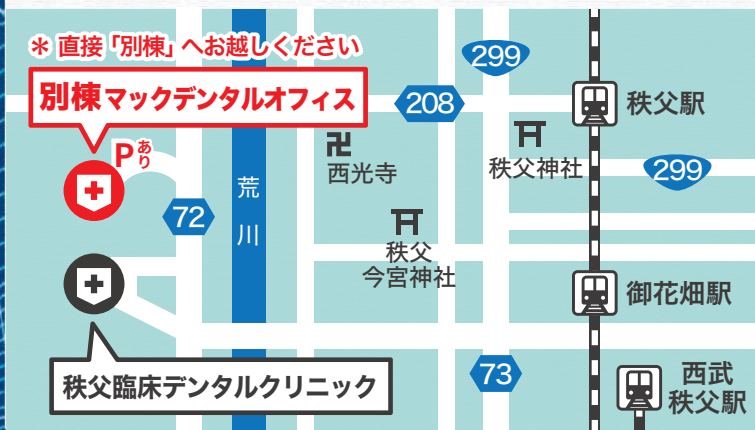 ＊ 直接「別棟」へお越しください
別棟 マックデンタルオフィス
Pあり
299
208
秩父駅
卍
西光寺
秩父神社
299
荒川
72
秩父
今宮神社
御花畑駅
秩父臨床デンタルクリニック
73
西武
秩父駅